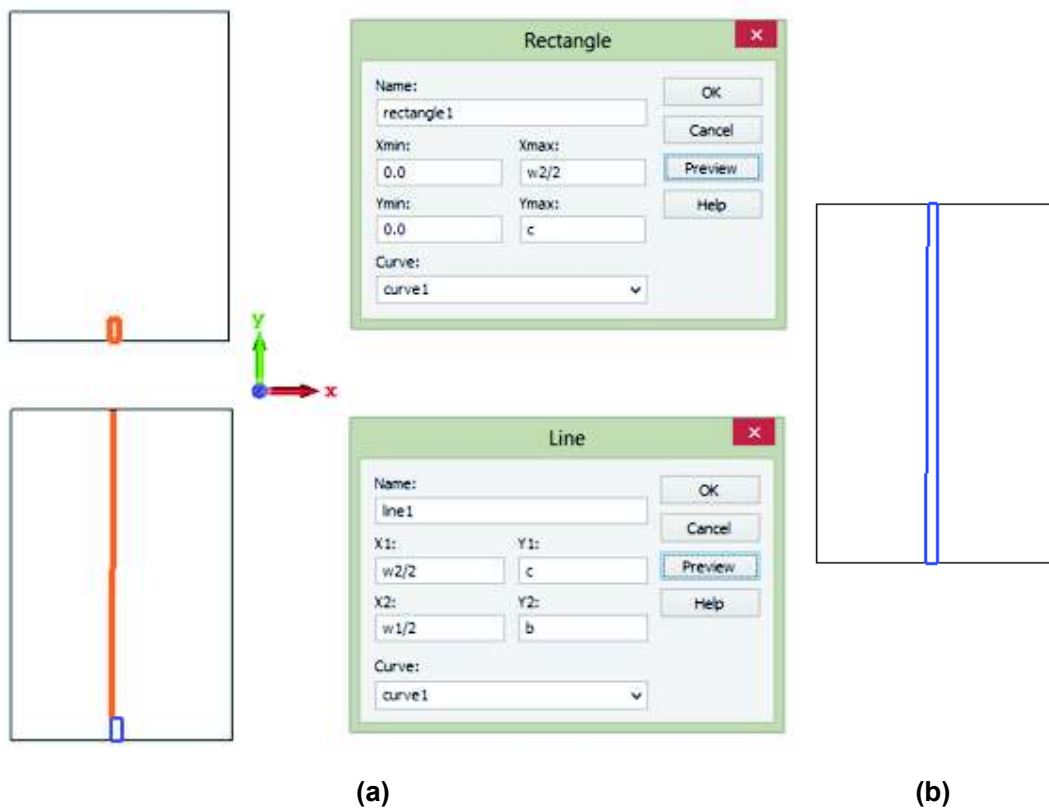 Rectangle
Name:
rectangle1
Xmin: Xmax:
0.0 w2/2
Ymin: Ymax:
0.0 c
Curve:
curve1
OK
Cancel
Preview
Help
y
x
Line
Name:
line1
X1: Y1:
w2/2 c
X2: Y2:
w1/2 b
Curve:
curve1
OK
Cancel
Preview
Help
(a) (b)